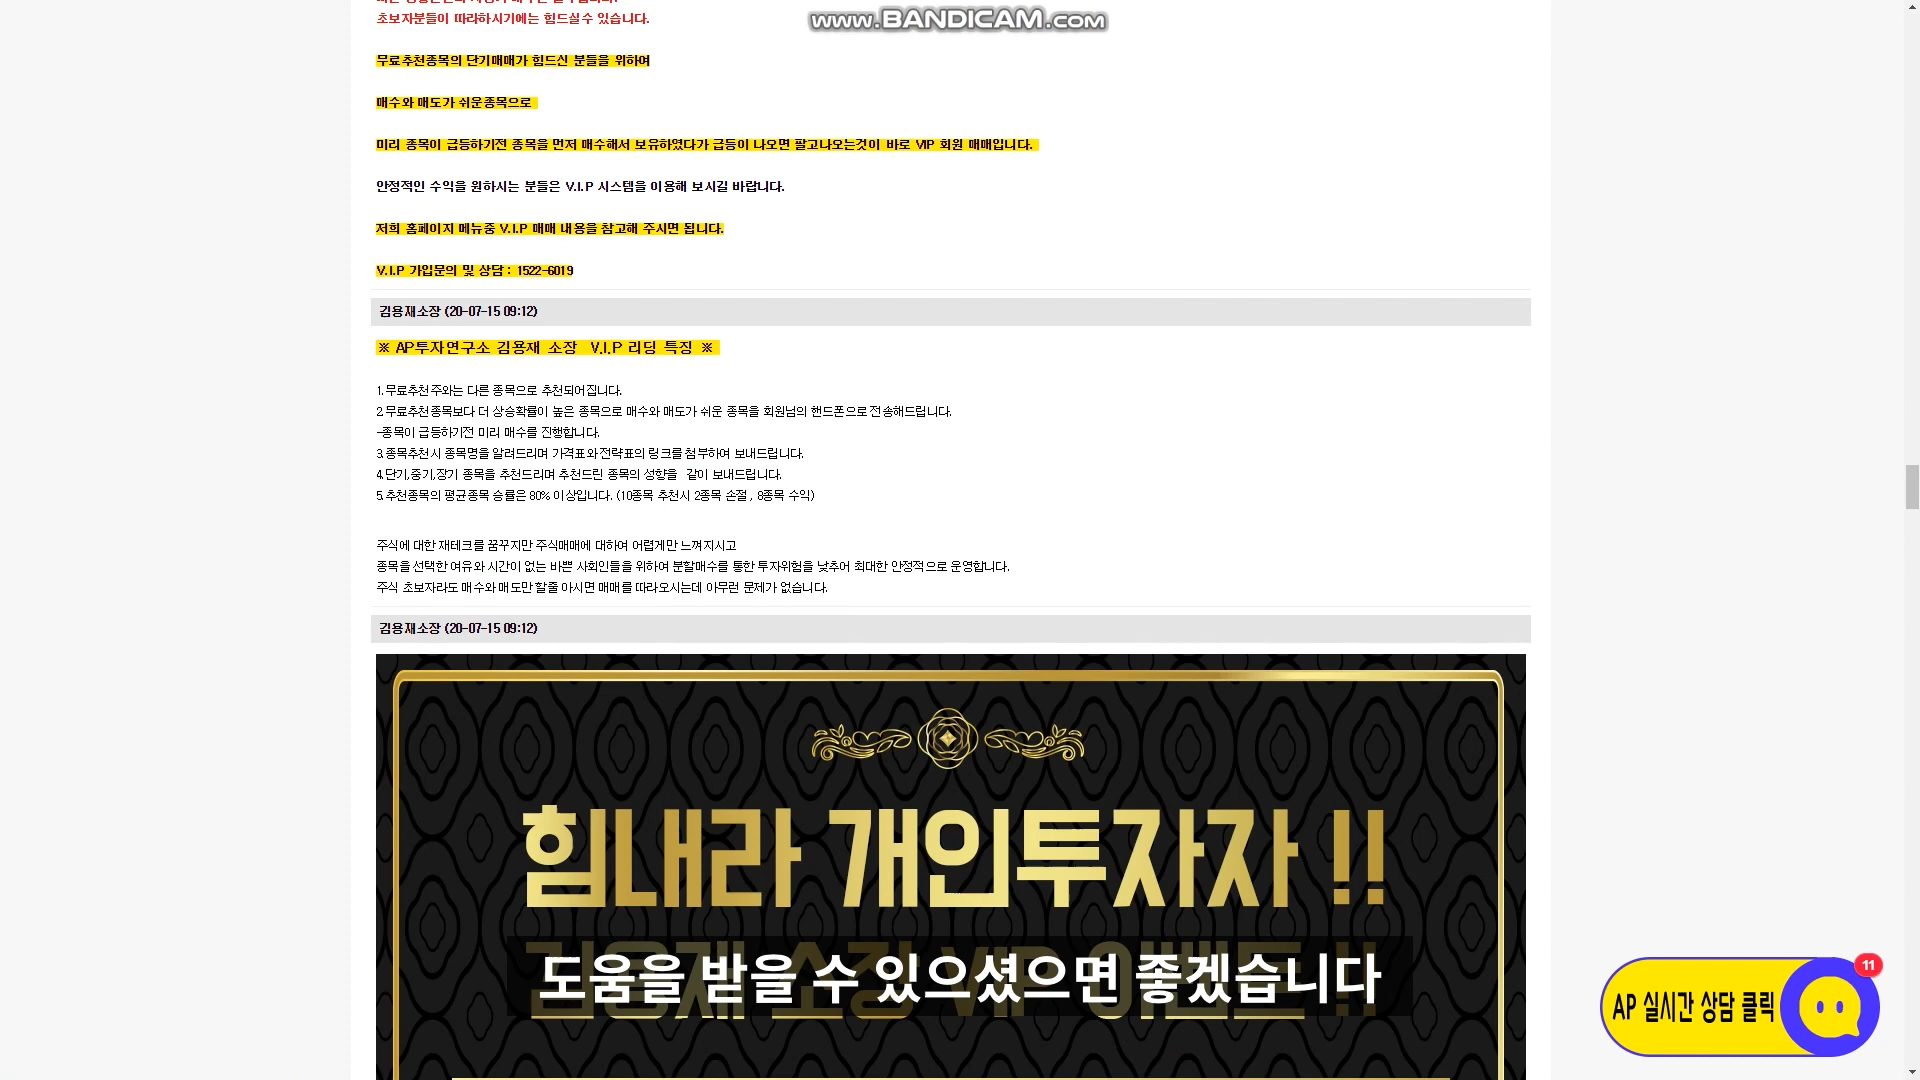 www.BANDICAM.com
초보자분들이 따라하시기에는 힘드실수 있습니다.
무료추천종목의 단기매매가 힘드신 분들을 위하여
매수와 매도가 쉬운종목으로
미리 종목이 급등하기전 종목을 먼저 매수해서 보유하였다가 급등이 나오면 팔고나오는것이 바로 VIP 회원 매매입니다.
안정적인 수익을 원하시는 분들은 V.I.P 시스템을 이용해 보시길 바랍니다.
저희 홈페이지 메뉴중 V.I.P 매매 내용을 참고해 주시면 됩니다.
V.I.P 가입문의 및 상담 : 1522-6019
김용재소장 (20-07-15 09:12)
※ AP투자연구소 김용재 소장 V.I.P 리딩 특징 ※
1.무료추천주와는 다른 종목으로 추천되어집니다.
2.무료추천종목보다 더 상승확률이 높은 종목으로 매수와 매도가 쉬운 종목을 회원님의 핸드폰으로 전송해드립니다.
-종목이 급등하기전 미리 매수를 진행합니다.
3.종목추천시 종목명을 알려드리며 가격표와 전략표의 링크를 첨부하여 보내드립니다.
4.단기,중기,장기 종목을 추천드리며 추천드린 종목의 성향을 같이 보내드립니다.
5.추천종목의 평균종목 승률은 80% 이상입니다. (10종목 추천시 2종목 손절 , 8종목 수익)
주식에 대한 재테크를 꿈꾸지만 주식매매에 대하여 어렵게만 느껴지시고
종목을 선택한 여유와 시간이 없는 바쁜 사회인들을 위하여 분할매수를 통한 투자위험을 낮추어 최대한 안정적으로 운영합니다.
주식 초보자라도 매수와 매도만 할줄 아시면 매매를 따라오시는데 아무런 문제가 없습니다.
김용재소장 (20-07-15 09:12)
힘내라 개인투자자 !!
김용재 소장 VIP 이벤트 !!
도움을 받을 수 있으셨으면 좋겠습니다
11
AP 실시간 상담 클릭